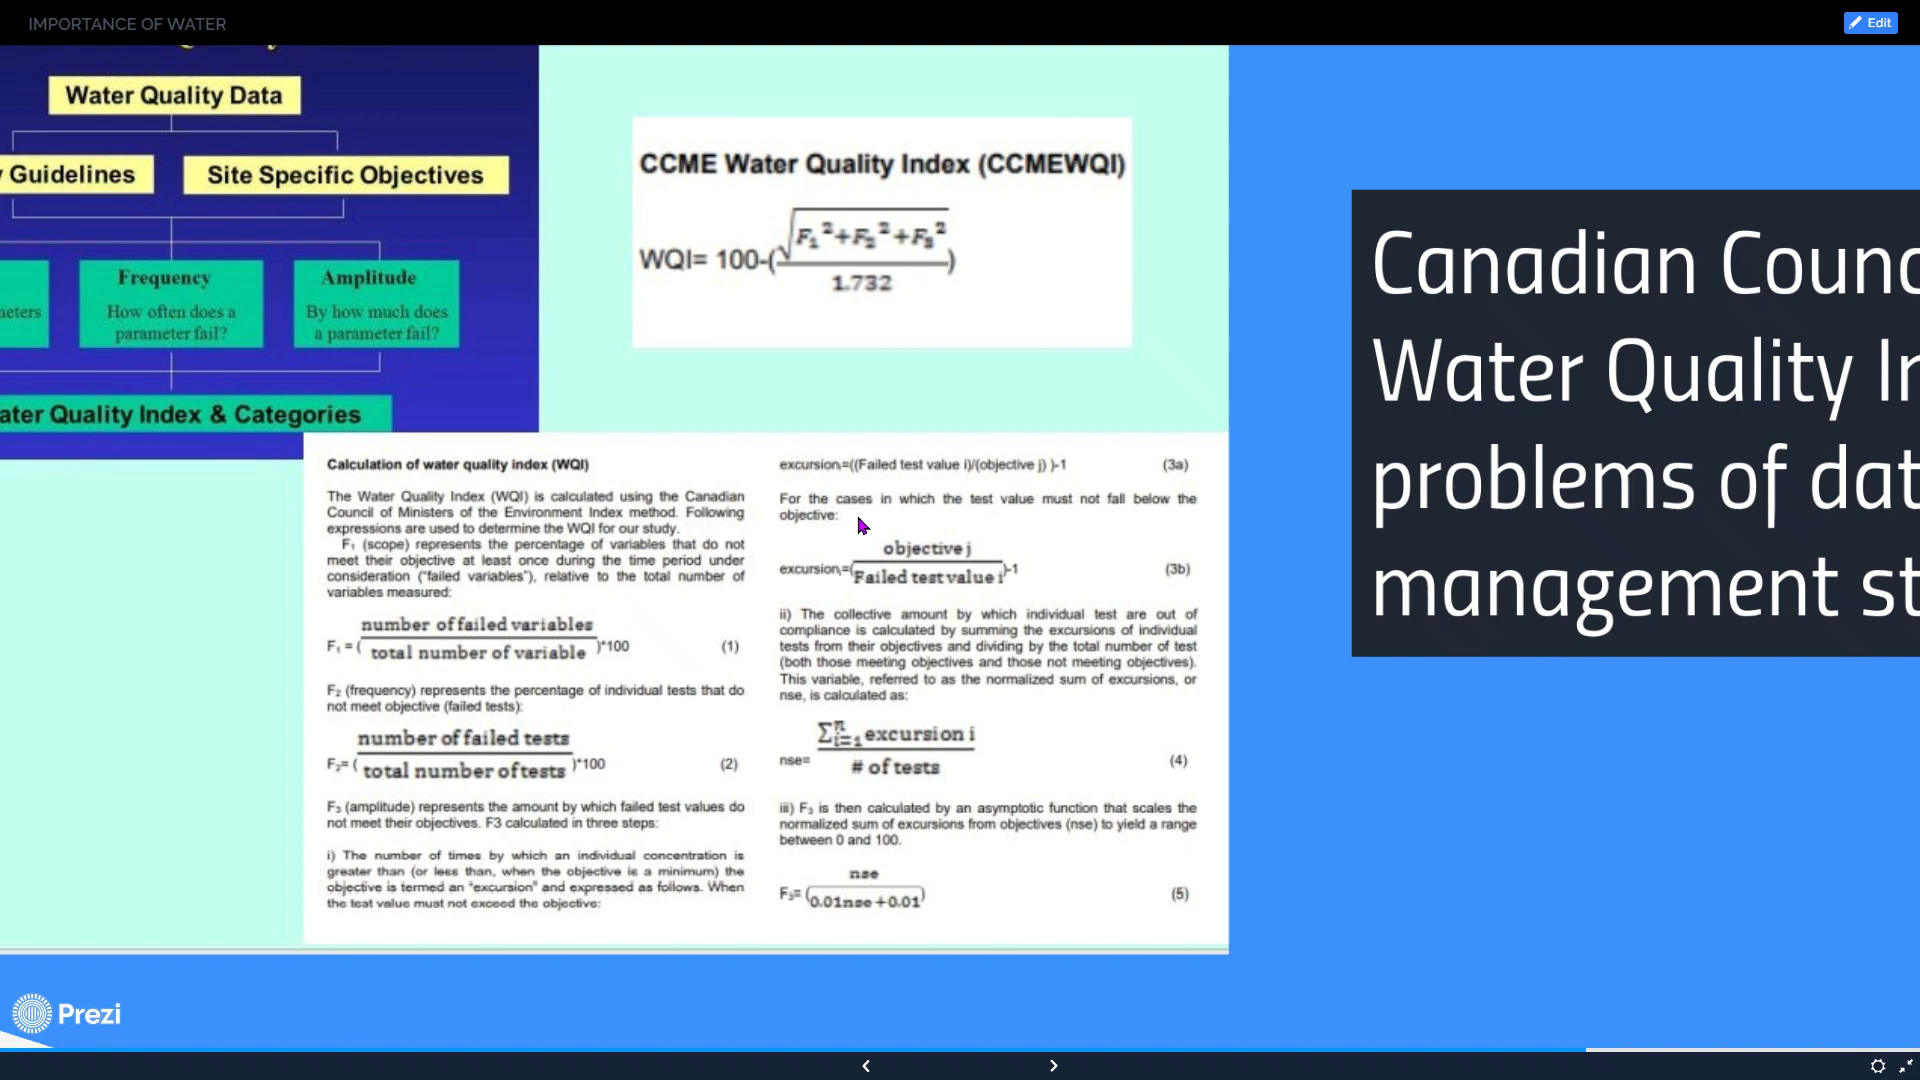 IMPORTANCE OF WATER
Edit
Water Quality Data
Guidelines
Site Specific Objectives
Frequency
How often does a
parameter fail?
Amplitude
By how much does
a parameter fail?
ater Quality Index & Categories
CCME Water Quality Index (CCMEWQI)
WQI= 100-(√F₁²+F₂²+F₃²
1.732
)
Calculation of water quality index (WQI)
The Water Quality Index (WQI) is calculated using the Canadian
Council of Ministers of the Environment Index method. Following
expressions are used to determine the WQI for our study.
F₁ (scope) represents the percentage of variables that do not
meet their objective at least once during the time period under
consideration ("failed variables"), relative to the total number of
variables measured:
number of failed variables
F₁ = ( )*100 (1)
total number of variable
F₂ (frequency) represents the percentage of individual tests that do
not meet objective (failed tests):
number of failed tests
F₂= ( )*100 (2)
total number of tests
F₃ (amplitude) represents the amount by which failed test values do
not meet their objectives. F3 calculated in three steps:
i) The number of times by which an individual concentration is
greater than (or less than, when the objective is a minimum) the
objective is termed an "excursion" and expressed as follows. When
the test value must not exceed the objective:
excursionᵢ=((Failed test value i)/(objective j) )-1 (3a)
For the cases in which the test value must not fall below the
objective:
objective j
excursionᵢ=( )-1 (3b)
Failed test value i
ii) The collective amount by which individual test are out of
compliance is calculated by summing the excursions of individual
tests from their objectives and dividing by the total number of test
(both those meeting objectives and those not meeting objectives).
This variable, referred to as the normalized sum of excursions, or
nse, is calculated as:
∑ⁿᵢ₌₁ excursion i
nse= (4)
# of tests
iii) F₃ is then calculated by an asymptotic function that scales the
normalized sum of excursions from objectives (nse) to yield a range
between 0 and 100.
nse
F₃= ( ) (5)
0.01nse+0.01
Canadian Counc
Water Quality In
problems of dat
management st
Prezi